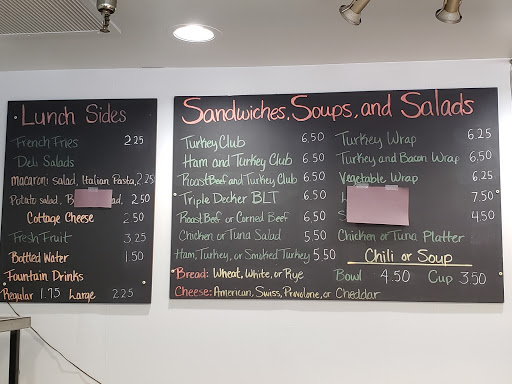 Lunch Sides
French Fries 2.25
Deli Salads
macaroni salad, Italian Pasta, 2.25
Potato salad, 2.50
Cottage Cheese 2.50
Fresh Fruit 3.25
Bottled Water 1.50
Fountain Drinks
Regular 1.95 Large 2.25
Sandwiches, Soups, and Salads
Turkey Club 6.50
Ham and Turkey Club 6.50
Roast Beef and Turkey Club 6.50
Triple Decker BLT 6.50
Roast Beef or Corned Beef 6.50
Chicken or Tuna Salad 5.50
Ham, Turkey, or Smoked Turkey 5.50
Turkey Wrap 6.25
Turkey and Bacon Wrap 6.50
Vegetable Wrap 6.25
7.50
4.50
Chicken or Tuna Platter
Chili or Soup
Bowl 4.50 Cup 3.50
Bread: Wheat, White, or Rye
Cheese: American, Swiss, Provolone, or Cheddar